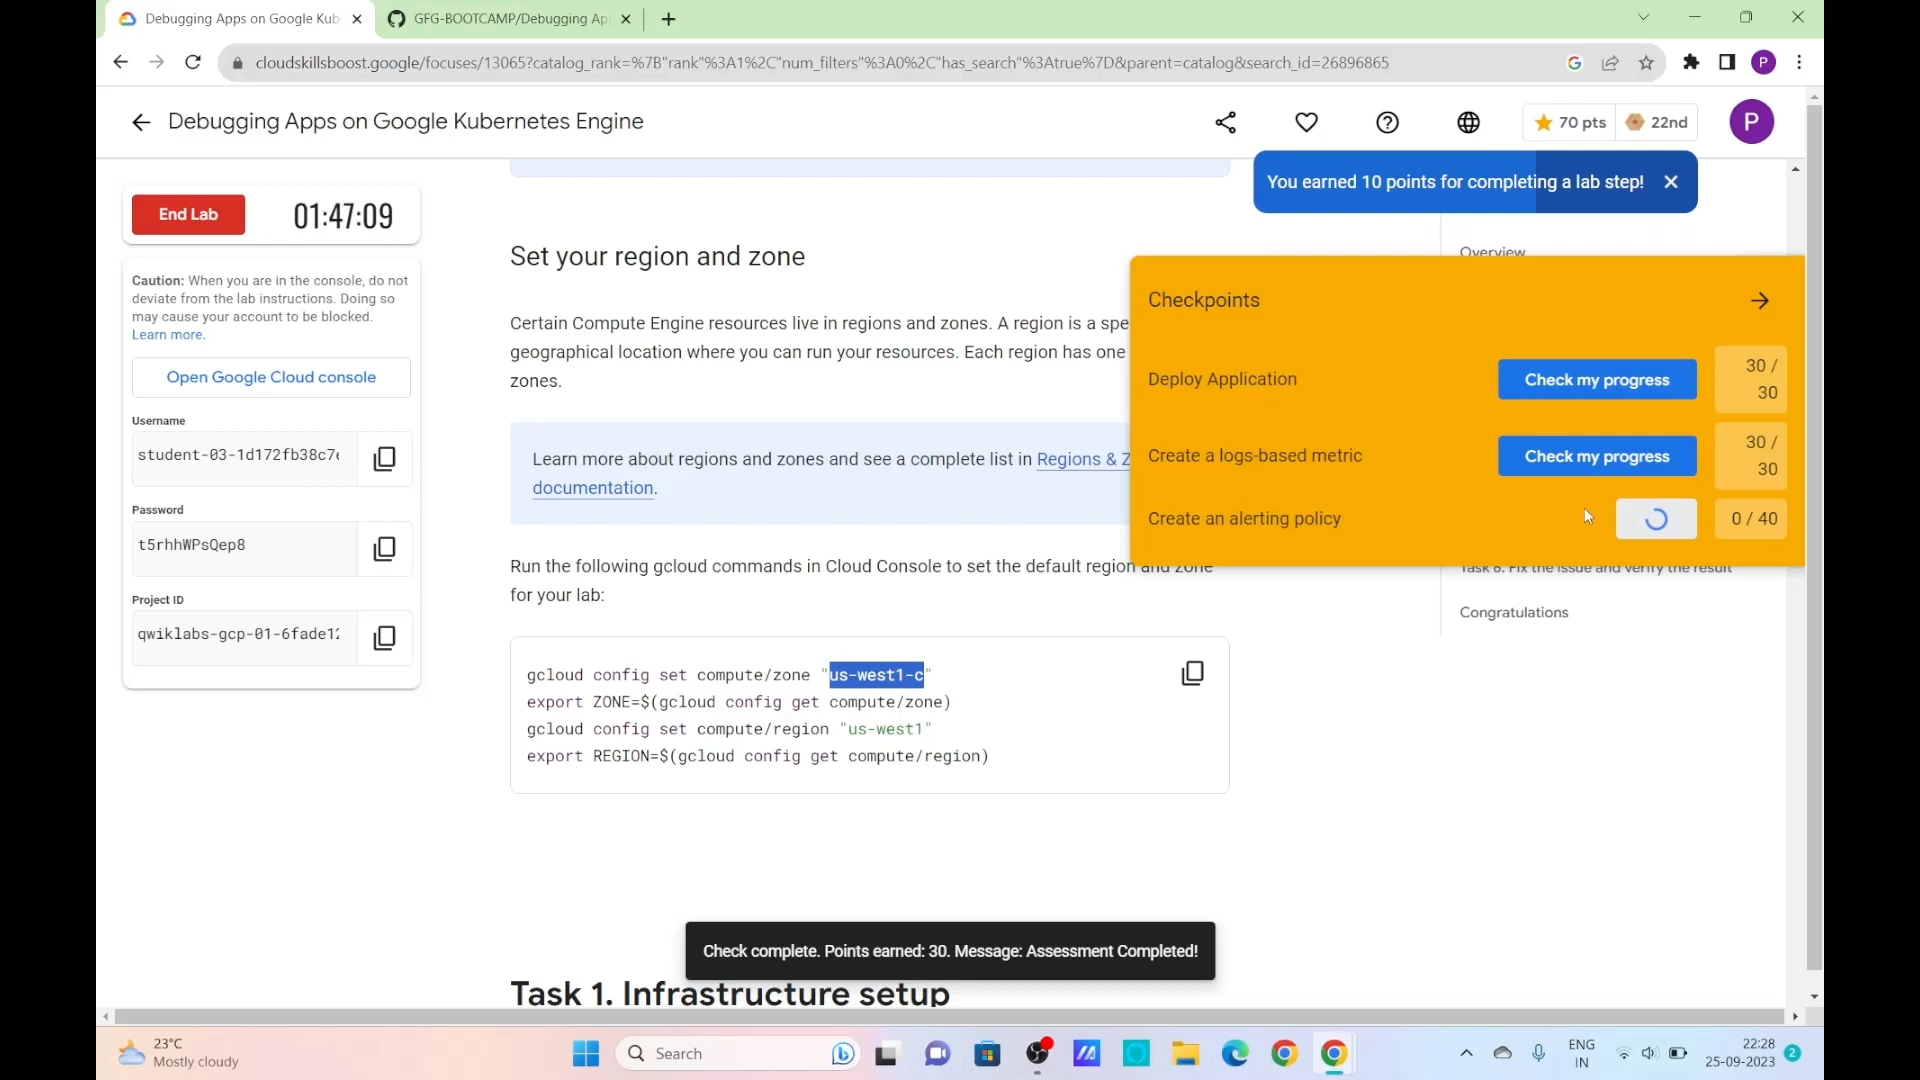 Debugging Apps on Google Kub
GFG-BOOTCAMP/Debugging Ap
cloudskillsboost.google/focuses/13065?catalog_rank=%7B"rank"%3A1%2C"num_filters"%3A0%2C"has_search"%3Atrue%7D&parent=catalog&search_id=26896865
P
Debugging Apps on Google Kubernetes Engine
70 pts
22nd
P
You earned 10 points for completing a lab step!
End Lab
01:47:09
Caution: When you are in the console, do not
deviate from the lab instructions. Doing so
may cause your account to be blocked.
Learn more.
Open Google Cloud console
Username
student-03-1d172fb38c7
Password
t5rhhWPsQep8
Project ID
qwiklabs-gcp-01-6fade12
Set your region and zone
Certain Compute Engine resources live in regions and zones. A region is a spe
geographical location where you can run your resources. Each region has one
zones.
Learn more about regions and zones and see a complete list in Regions & Z
documentation.
Run the following gcloud commands in Cloud Console to set the default region and zone
for your lab:
gcloud config set compute/zone "us-west1-c"
export ZONE=$(gcloud config get compute/zone)
gcloud config set compute/region "us-west1"
export REGION=$(gcloud config get compute/region)
Task 1. Infrastructure setup
Overview
Checkpoints
Deploy Application
Check my progress
30 /
30
Create a logs-based metric
Check my progress
30 /
30
Create an alerting policy
0 / 40
Task 6. Fix the issue and verify the result
Congratulations
Check complete. Points earned: 30. Message: Assessment Completed!
23°C
Mostly cloudy
Search
ENG
IN
22:28
25-09-2023
2